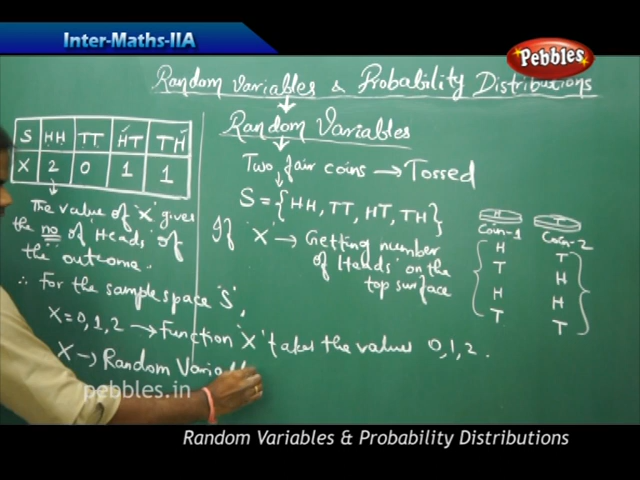 Inter-Maths-IIA
Pebbles
Random Variables & Probability Distributions
Random Variables
Two fair coins → Tossed
S = {HH, TT, HT, TH}
If 'X' → Getting number
of 'Heads' on the
top surface
H T
Coin-1 Coin-2
H T
T H
H H
T T
S HH TT HT TH
X 2 0 1 1
The value of 'X' gives
the no of 'Heads' of
the outcome.
∴ For the sample space 'S',
X = 0, 1, 2 → Function 'X' takes the values 0, 1, 2.
X → Random Variabl
pebbles.in
Random Variables & Probability Distributions